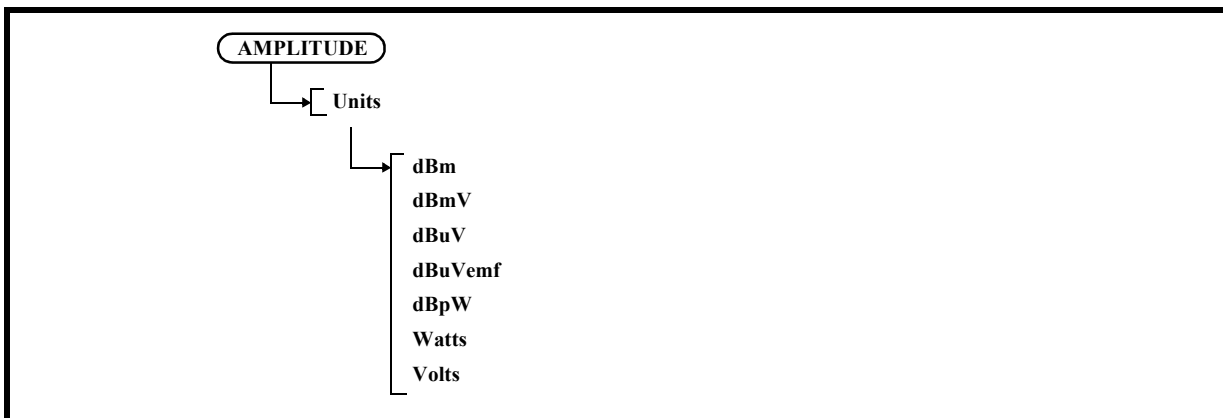 AMPLITUDE
Units
dBm
dBmV
dBuV
dBuVemf
dBpW
Watts
Volts